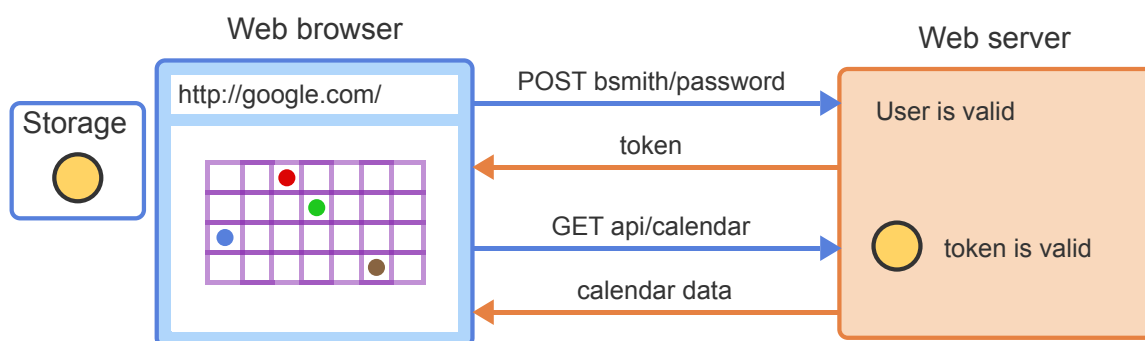 Web browser
Web server
http://google.com/
Storage
POST bsmith/password
User is valid
token
GET api/calendar
token is valid
calendar data